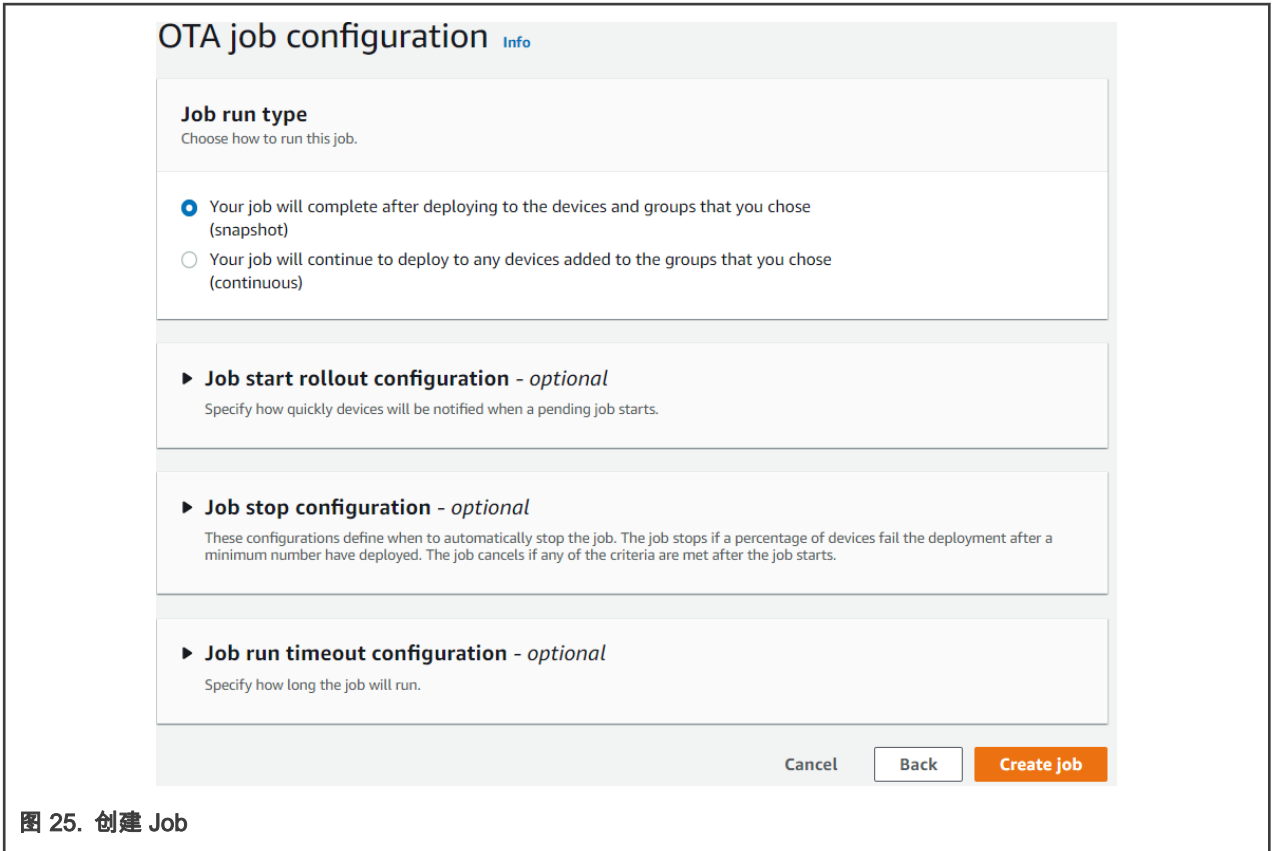 OTA job configuration Info
Job run type
Choose how to run this job.
Your job will complete after deploying to the devices and groups that you chose
(snapshot)
Your job will continue to deploy to any devices added to the groups that you chose
(continuous)
Job start rollout configuration - optional
Specify how quickly devices will be notified when a pending job starts.
Job stop configuration - optional
These configurations define when to automatically stop the job. The job stops if a percentage of devices fail the deployment after a
minimum number have deployed. The job cancels if any of the criteria are met after the job starts.
Job run timeout configuration - optional
Specify how long the job will run.
Cancel Back Create job
图 25. 创建 Job